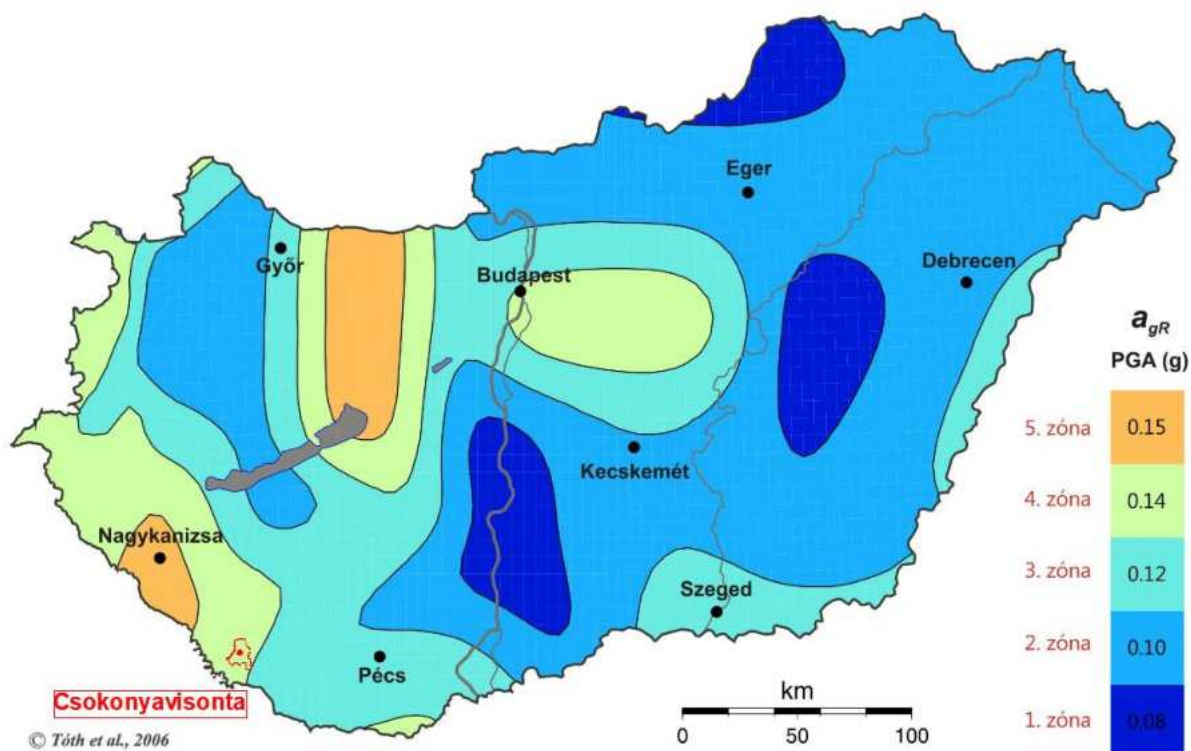 Eger
Győr
Budapest
Debrecen
a_gR
PGA (g)
5. zóna
0.15
Kecskemét
4. zóna
0.14
Nagykanizsa
3. zóna
0.12
Szeged
2. zóna
0.10
Pécs
km
Csokonyavisonta
1. zóna
0.08
0 50 100
© Tóth et al., 2006